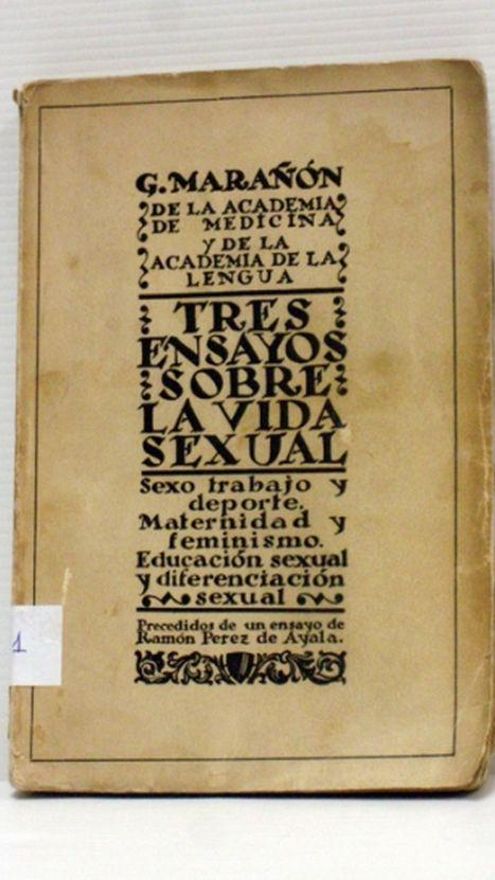 G. MARAÑÓN
DE LA ACADEMIA
DE MEDICINA
Y DE LA
ACADEMIA DE LA
LENGUA
TRES
ENSAYOS
SOBRE
LA VIDA
SEXUAL
Sexo trabajo y
deporte.
Maternidad y
feminismo.
Educación sexual
y diferenciación
sexual
Precedidos de un ensayo de
Ramón Perez de Ayala.
1